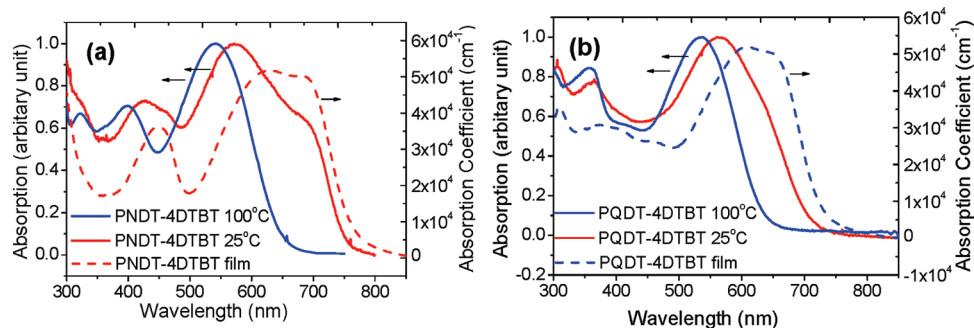 (a)
Absorption (arbitary unit)
1.0
0.8
0.6
0.4
0.2
0.0
300 400 500 600 700 800
Wavelength (nm)
PNDT-4DTBT 100°C
PNDT-4DTBT 25°C
PNDT-4DTBT film
6x10⁴
5x10⁴
4x10⁴
3x10⁴
2x10⁴
1x10⁴
0
Absorption Coefficient (cm⁻¹)
(b)
Absorption (arbitary unit)
1.0
0.8
0.6
0.4
0.2
0.0
-0.2
300 400 500 600 700 800
Wavelength (nm)
PQDT-4DTBT 100°C
PQDT-4DTBT 25°C
PQDT-4DTBT film
6x10⁴
5x10⁴
4x10⁴
3x10⁴
2x10⁴
1x10⁴
0
-1x10⁴
Absorption Coefficient (cm⁻¹)